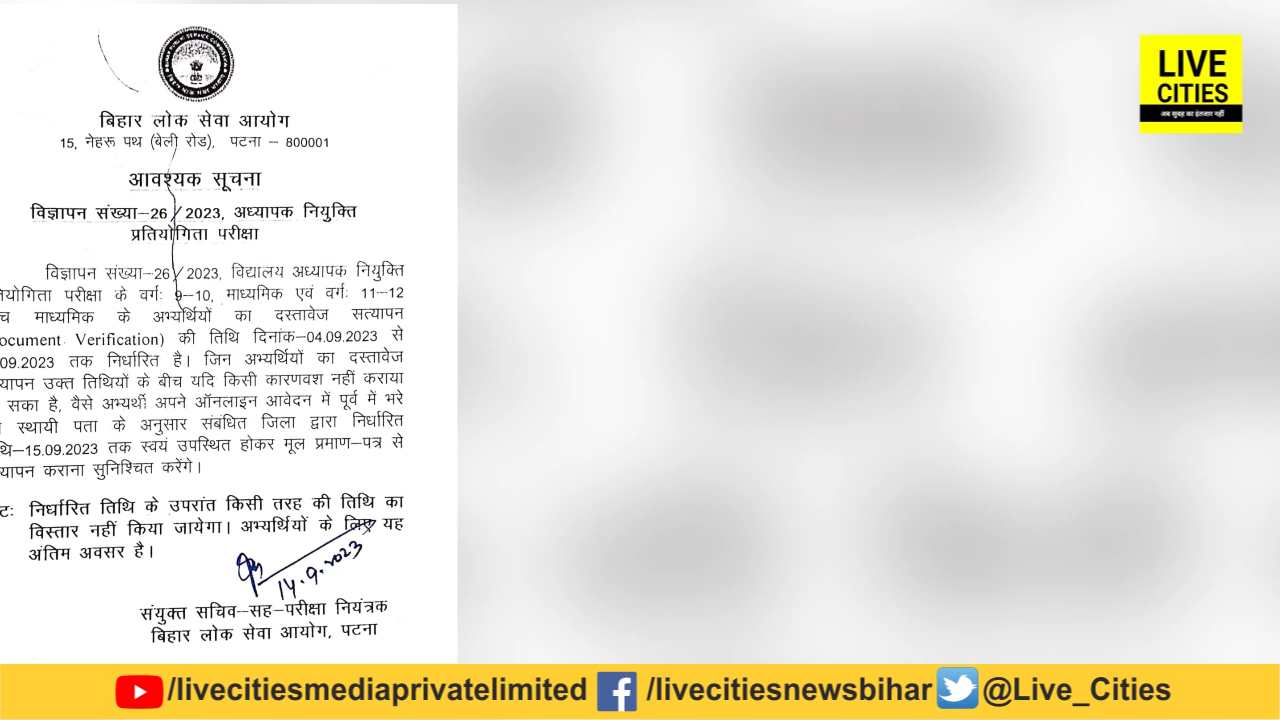 बिहार लोक सेवा आयोग
15, नेहरू पथ (बेली रोड), पटना – 800001
आवश्यक सूचना
विज्ञापन संख्या–26/2023, अध्यापक नियुक्ति
प्रतियोगिता परीक्षा
विज्ञापन संख्या–26/2023, विद्यालय अध्यापक नियुक्ति
परीक्षा के वर्गः 9–10, माध्यमिक एवं वर्गः 11–12
माध्यमिक के अभ्यर्थियों का दस्तावेज सत्यापन
Verification) की तिथि दिनांक–04.09.2023 से
09.2023 तक निर्धारित है। जिन अभ्यर्थियों का दस्तावेज
उक्त तिथियों के बीच यदि किसी कारणवश नहीं कराया
सका है, वैसे अभ्यर्थी अपने ऑनलाइन आवेदन में पूर्व में भरे
स्थायी पता के अनुसार संबंधित जिला द्वारा निर्धारित
–15.09.2023 तक स्वयं उपस्थित होकर मूल प्रमाण–पत्र से
कराना सुनिश्चित करेंगे।
निर्धारित तिथि के उपरांत किसी तरह की तिथि का
विस्तार नहीं किया जायेगा। अभ्यर्थियों के लिए यह
अंतिम अवसर है।
14.9.2023
संयुक्त सचिव–सह–परीक्षा नियंत्रक
बिहार लोक सेवा आयोग, पटना
LIVE
CITIES
अब सुबह का इंतजार नहीं
/livecitiesmediaprivatelimited /livecitiesnewsbihar @Live_Cities